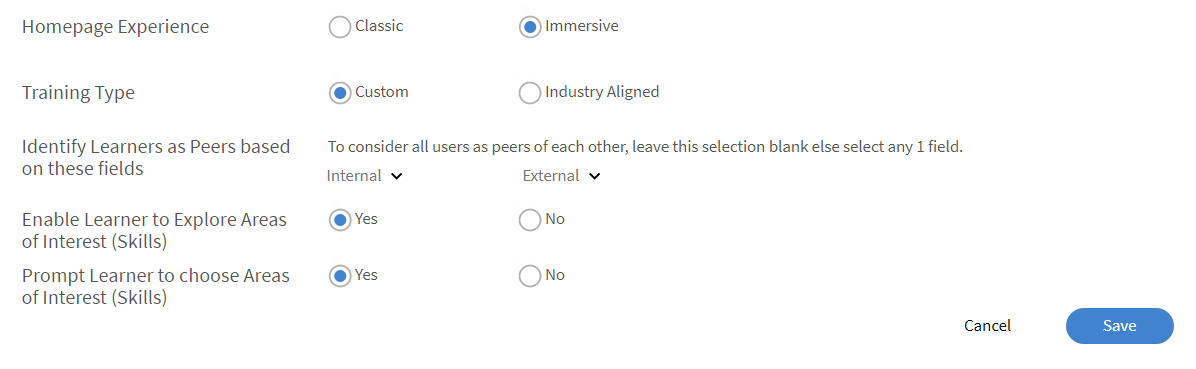 Homepage Experience Classic Immersive
Training Type Custom Industry Aligned
Identify Learners as Peers based
on these fields
To consider all users as peers of each other, leave this selection blank else select any 1 field.
Internal External
Enable Learner to Explore Areas
of Interest (Skills)
Yes No
Prompt Learner to choose Areas
of Interest (Skills)
Yes No
Cancel Save